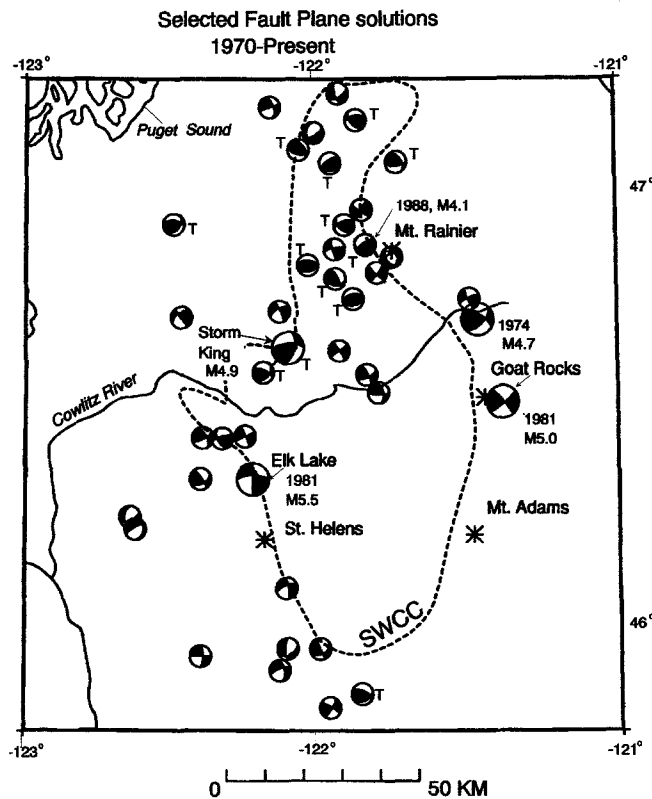 Selected Fault Plane solutions
1970-Present
-123°
-122°
-121°
Puget Sound
T
T
T
T
T
47°
T
1988, M4.1
Mt. Rainier
T
T
T
T
Storm
King
M4.9
T
T
1974
M4.7
Goat Rocks
1981
M5.0
Cowlitz River
Elk Lake
1981
M5.5
Mt. Adams
St. Helens
SWCC
46°
T
-123°
-122°
-121°
0
50 KM